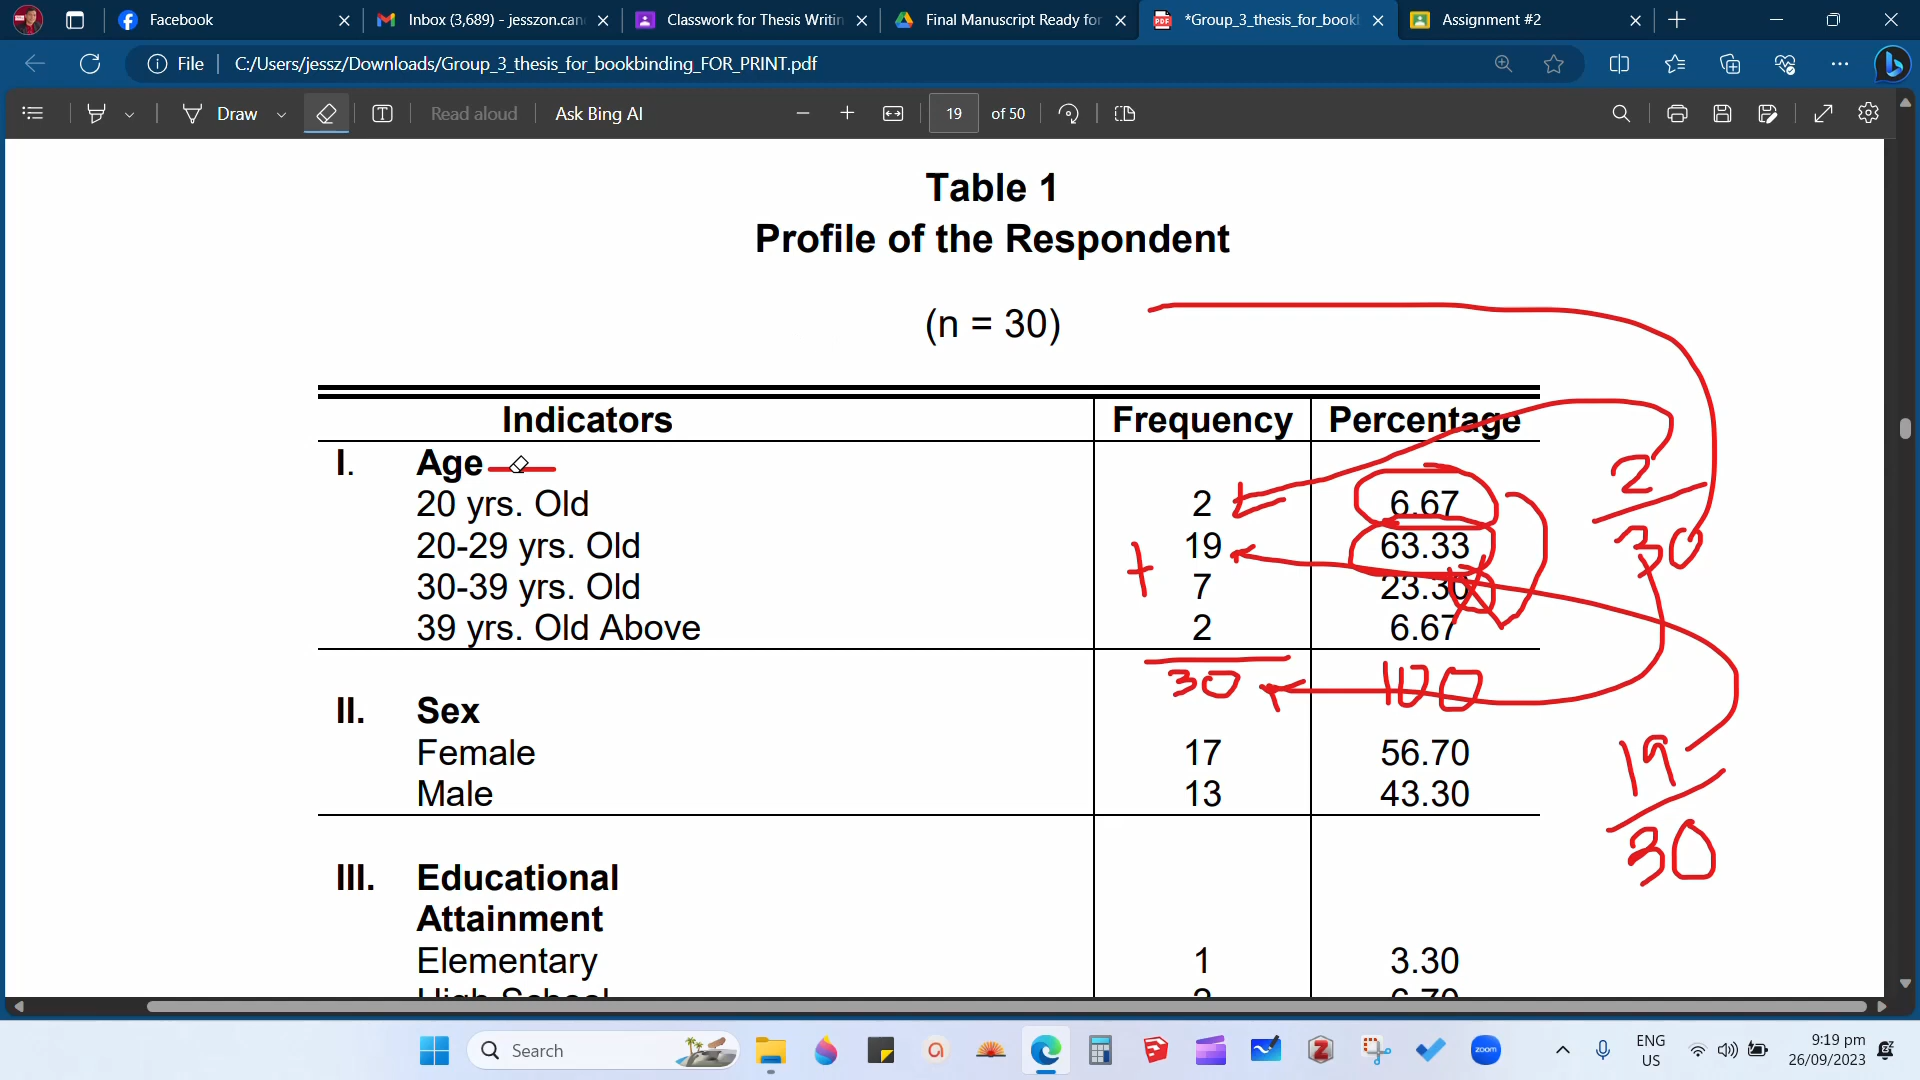 Facebook
Inbox (3,689) - jesszon.can
Classwork for Thesis Writin
Final Manuscript Ready for
*Group_3_thesis_for_bookb
Assignment #2
File
C:/Users/jessz/Downloads/Group_3_thesis_for_bookbinding_FOR_PRINT.pdf
Draw
Read aloud
Ask Bing AI
19 of 50
Table 1
Profile of the Respondent
(n = 30)
Indicators Frequency Percentage
I. Age
20 yrs. Old 2 6.67
20-29 yrs. Old 19 63.33
30-39 yrs. Old 7 23.30
39 yrs. Old Above 2 6.67
+
30 100
2
30
II. Sex
Female 17 56.70
Male 13 43.30
19
30
III. Educational
Attainment
Elementary 1 3.30
Search
zoom
ENG
US
9:19 pm
26/09/2023